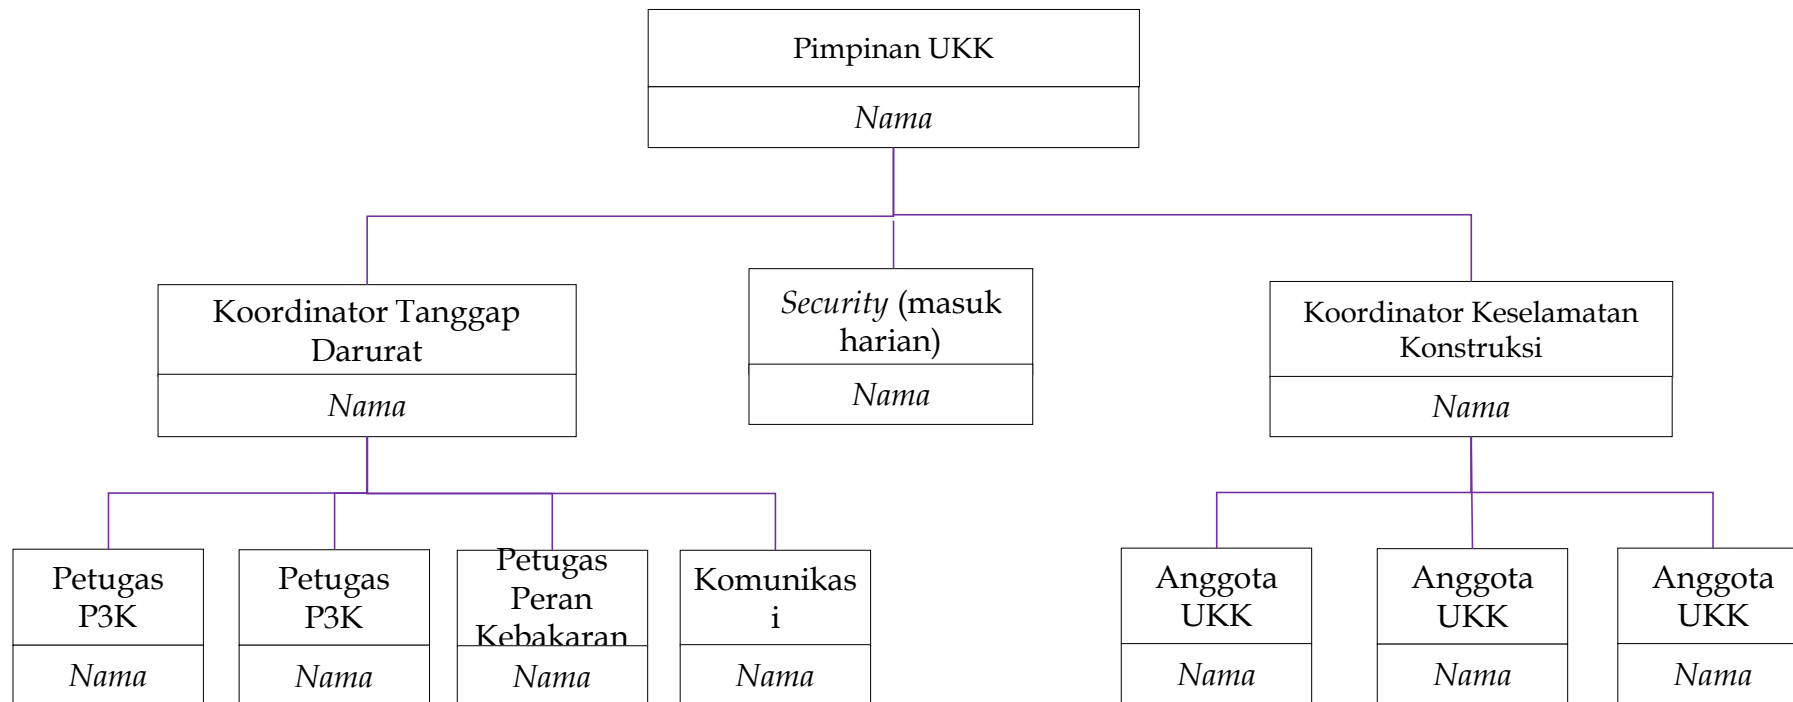 Pimpinan UKK
Nama
Koordinator Tanggap
Darurat
Nama
Security (masuk
harian)
Nama
Koordinator Keselamatan
Konstruksi
Nama
Petugas
P3K
Nama
Petugas
P3K
Nama
Petugas
Peran
Kebakaran
Nama
Komunikas
i
Nama
Anggota
UKK
Nama
Anggota
UKK
Nama
Anggota
UKK
Nama